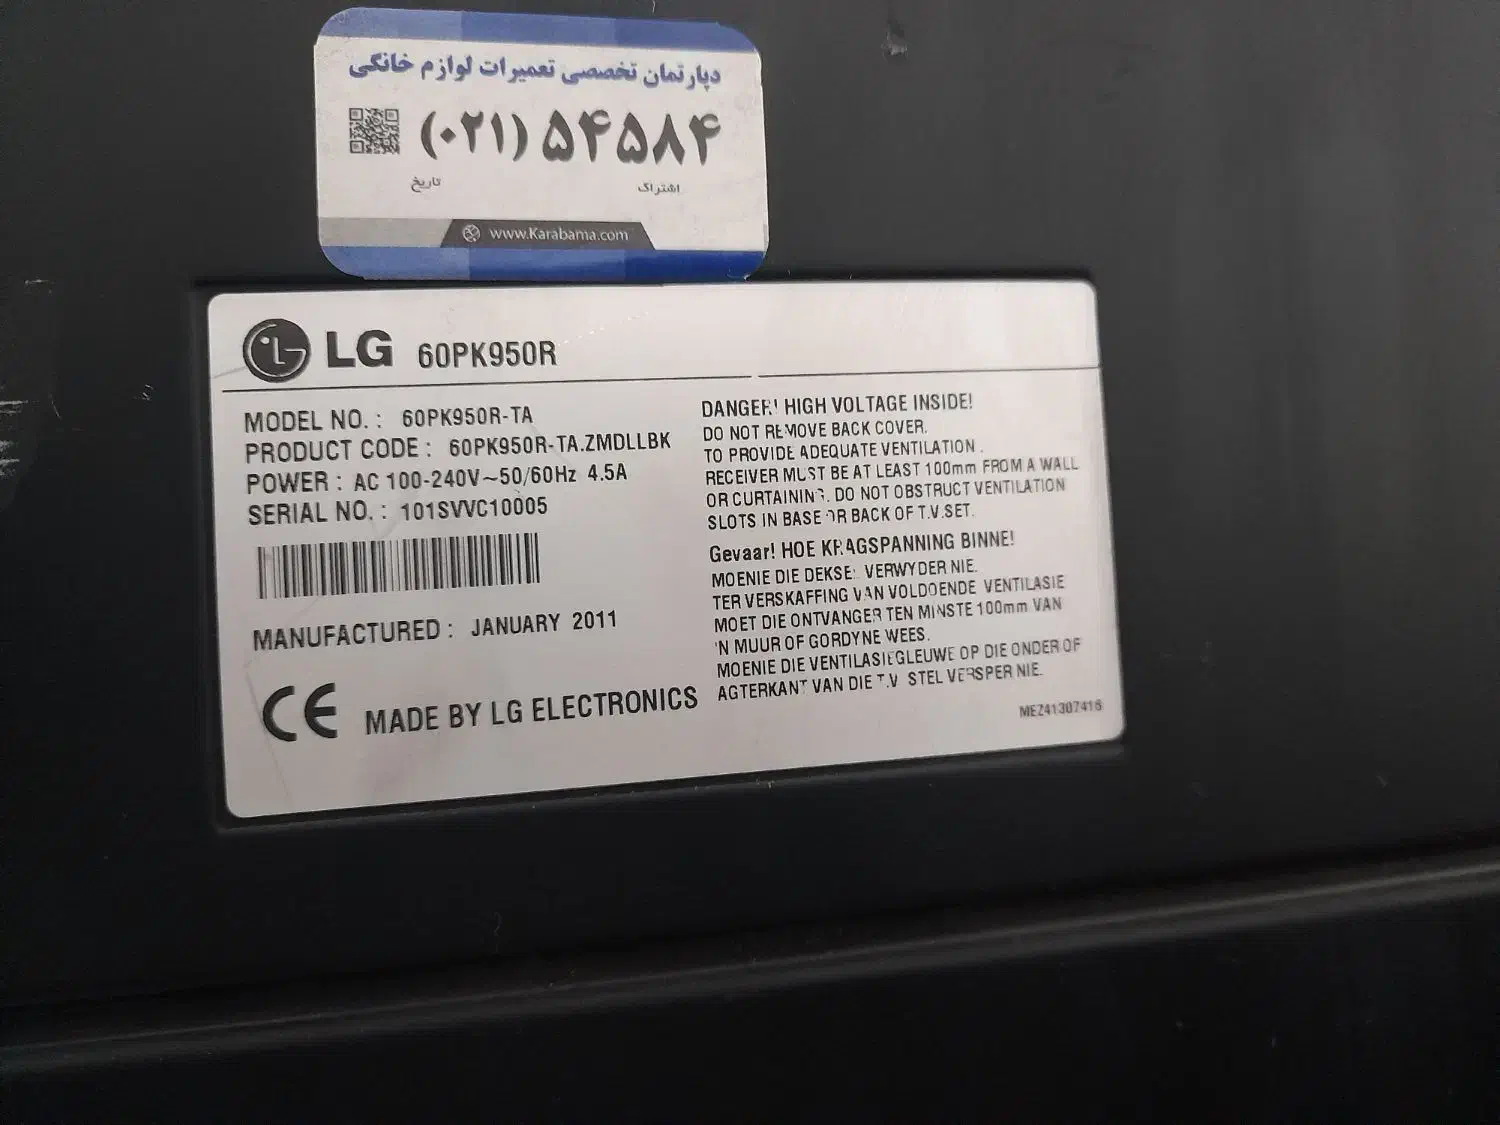 دپارتمان تخصصی تعمیرات لوازم خانگی
(۰۲۱) ۵۴۵۸۴
اشتراک تاریخ
www.Karabama.com
LG 60PK950R
MODEL NO. : 60PK950R-TA
PRODUCT CODE : 60PK950R-TA.ZMDLLBK
POWER : AC 100-240V~50/60Hz 4.5A
SERIAL NO. : 101SVVC10005
MANUFACTURED : JANUARY 2011
CE MADE BY LG ELECTRONICS
DANGER! HIGH VOLTAGE INSIDE!
DO NOT REMOVE BACK COVER.
TO PROVIDE ADEQUATE VENTILATION .
RECEIVER MUST BE AT LEAST 100mm FROM A WALL
OR CURTAINING. DO NOT OBSTRUCT VENTILATION
SLOTS IN BASE OR BACK OF T.V.SET.
Gevaar! HOE KRAGSPANNING BINNE!
MOENIE DIE DEKSEL VERWYDER NIE.
TER VERSKAFFING VAN VOLDOENDE VENTILASIE
MOET DIE ONTVANGER TEN MINSTE 100mm VAN
'N MUUR OF GORDYNE WEES.
MOENIE DIE VENTILASIEGLEUWE OP DIE ONDER OF
AGTERKANT VAN DIE T.V STEL VERSPER NIE.
MEZ41307416